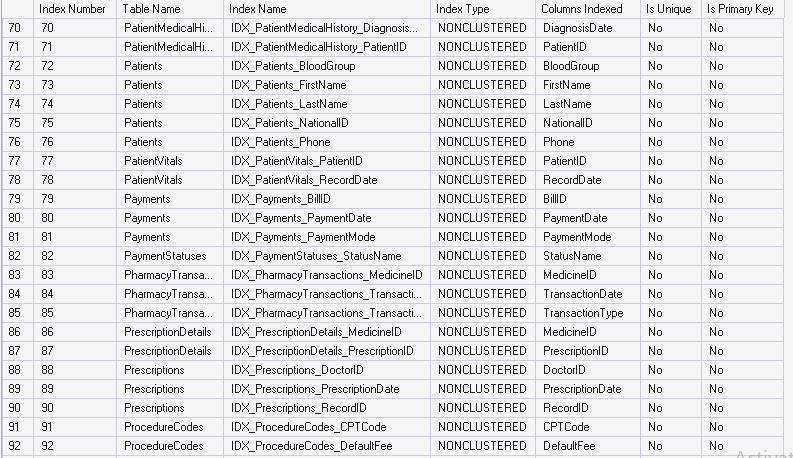 Index Number Table Name Index Name Index Type Columns Indexed Is Unique Is Primary Key
70 70 PatientMedicalHi... IDX_PatientMedicalHistory_Diagnosis... NONCLUSTERED DiagnosisDate No No
71 71 PatientMedicalHi... IDX_PatientMedicalHistory_PatientID NONCLUSTERED PatientID No No
72 72 Patients IDX_Patients_BloodGroup NONCLUSTERED BloodGroup No No
73 73 Patients IDX_Patients_FirstName NONCLUSTERED FirstName No No
74 74 Patients IDX_Patients_LastName NONCLUSTERED LastName No No
75 75 Patients IDX_Patients_NationalID NONCLUSTERED NationalID No No
76 76 Patients IDX_Patients_Phone NONCLUSTERED Phone No No
77 77 PatientVitals IDX_PatientVitals_PatientID NONCLUSTERED PatientID No No
78 78 PatientVitals IDX_PatientVitals_RecordDate NONCLUSTERED RecordDate No No
79 79 Payments IDX_Payments_BillID NONCLUSTERED BillID No No
80 80 Payments IDX_Payments_PaymentDate NONCLUSTERED PaymentDate No No
81 81 Payments IDX_Payments_PaymentMode NONCLUSTERED PaymentMode No No
82 82 PaymentStatuses IDX_PaymentStatuses_StatusName NONCLUSTERED StatusName No No
83 83 PharmacyTransa... IDX_PharmacyTransactions_MedicineID NONCLUSTERED MedicineID No No
84 84 PharmacyTransa... IDX_PharmacyTransactions_Transacti... NONCLUSTERED TransactionDate No No
85 85 PharmacyTransa... IDX_PharmacyTransactions_Transacti... NONCLUSTERED TransactionType No No
86 86 PrescriptionDetails IDX_PrescriptionDetails_MedicineID NONCLUSTERED MedicineID No No
87 87 PrescriptionDetails IDX_PrescriptionDetails_PrescriptionID NONCLUSTERED PrescriptionID No No
88 88 Prescriptions IDX_Prescriptions_DoctorID NONCLUSTERED DoctorID No No
89 89 Prescriptions IDX_Prescriptions_PrescriptionDate NONCLUSTERED PrescriptionDate No No
90 90 Prescriptions IDX_Prescriptions_RecordID NONCLUSTERED RecordID No No
91 91 ProcedureCodes IDX_ProcedureCodes_CPTCode NONCLUSTERED CPTCode No No
92 92 ProcedureCodes IDX_ProcedureCodes_DefaultFee NONCLUSTERED DefaultFee No No